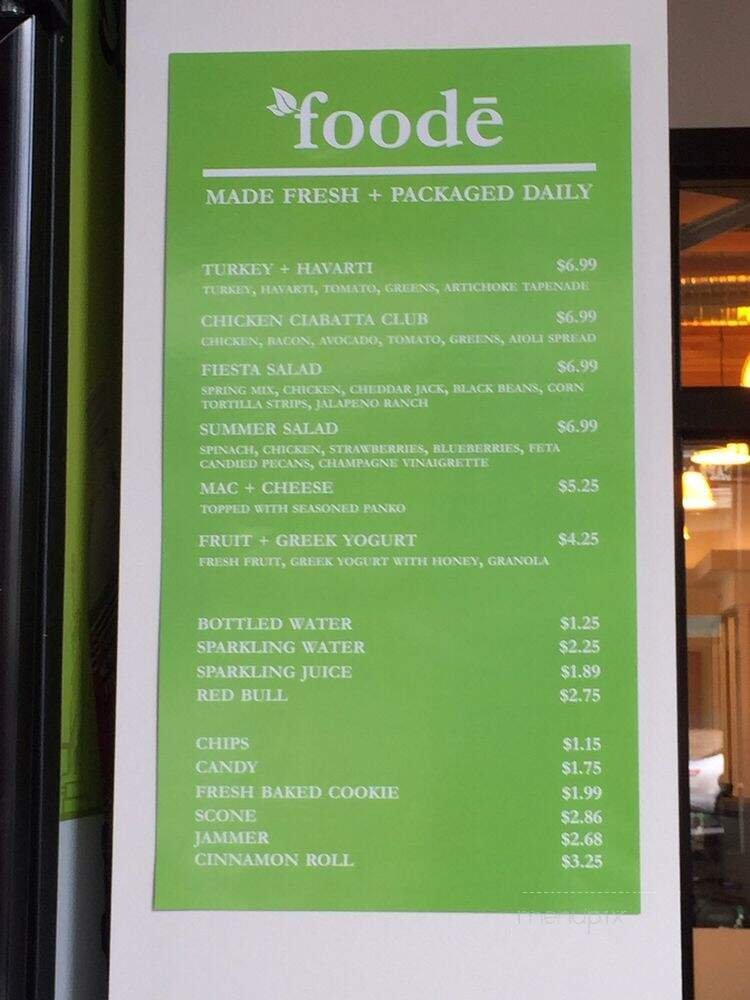 foodē
MADE FRESH + PACKAGED DAILY
TURKEY + HAVARTI $6.99
TURKEY, HAVARTI, TOMATO, GREENS, ARTICHOKE TAPENADE
CHICKEN CIABATTA CLUB $6.99
CHICKEN, BACON, AVOCADO, TOMATO, GREENS, AIOLI SPREAD
FIESTA SALAD $6.99
SPRING MIX, CHICKEN, CHEDDAR JACK, BLACK BEANS, CORN
TORTILLA STRIPS, JALAPENO RANCH
SUMMER SALAD $6.99
SPINACH, CHICKEN, STRAWBERRIES, BLUEBERRIES, FETA
CANDIED PECANS, CHAMPAGNE VINAIGRETTE
MAC + CHEESE $5.25
TOPPED WITH SEASONED PANKO
FRUIT + GREEK YOGURT $4.25
FRESH FRUIT, GREEK YOGURT WITH HONEY, GRANOLA
BOTTLED WATER $1.25
SPARKLING WATER $2.25
SPARKLING JUICE $1.89
RED BULL $2.75
CHIPS $1.15
CANDY $1.75
FRESH BAKED COOKIE $1.99
SCONE $2.86
JAMMER $2.68
CINNAMON ROLL $3.25
menupix